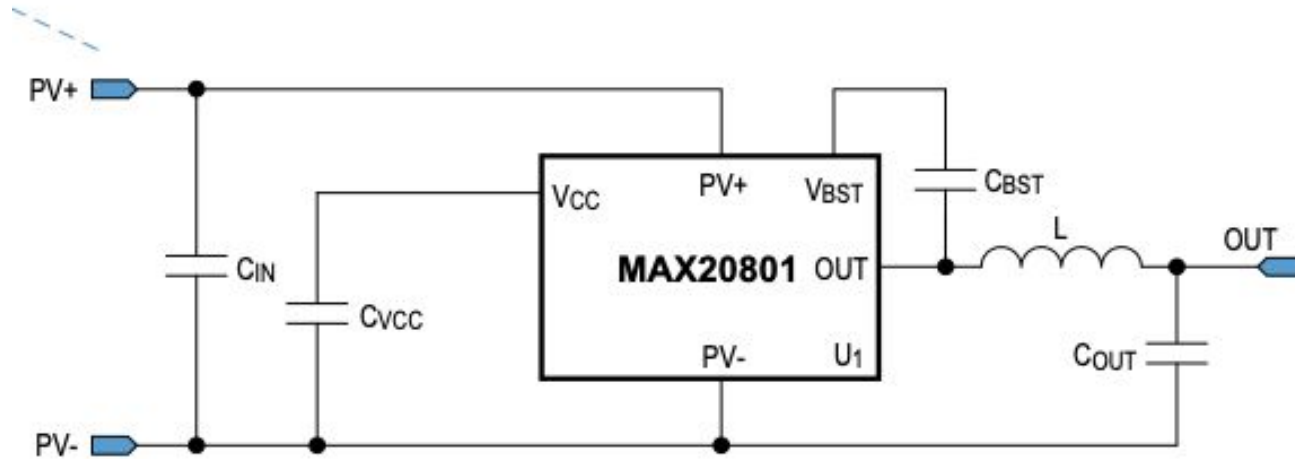 PV+
PV+
VBST
CBST
VCC
L
OUT
CIN
MAX20801
OUT
CVCC
PV-
U1
COUT
PV-